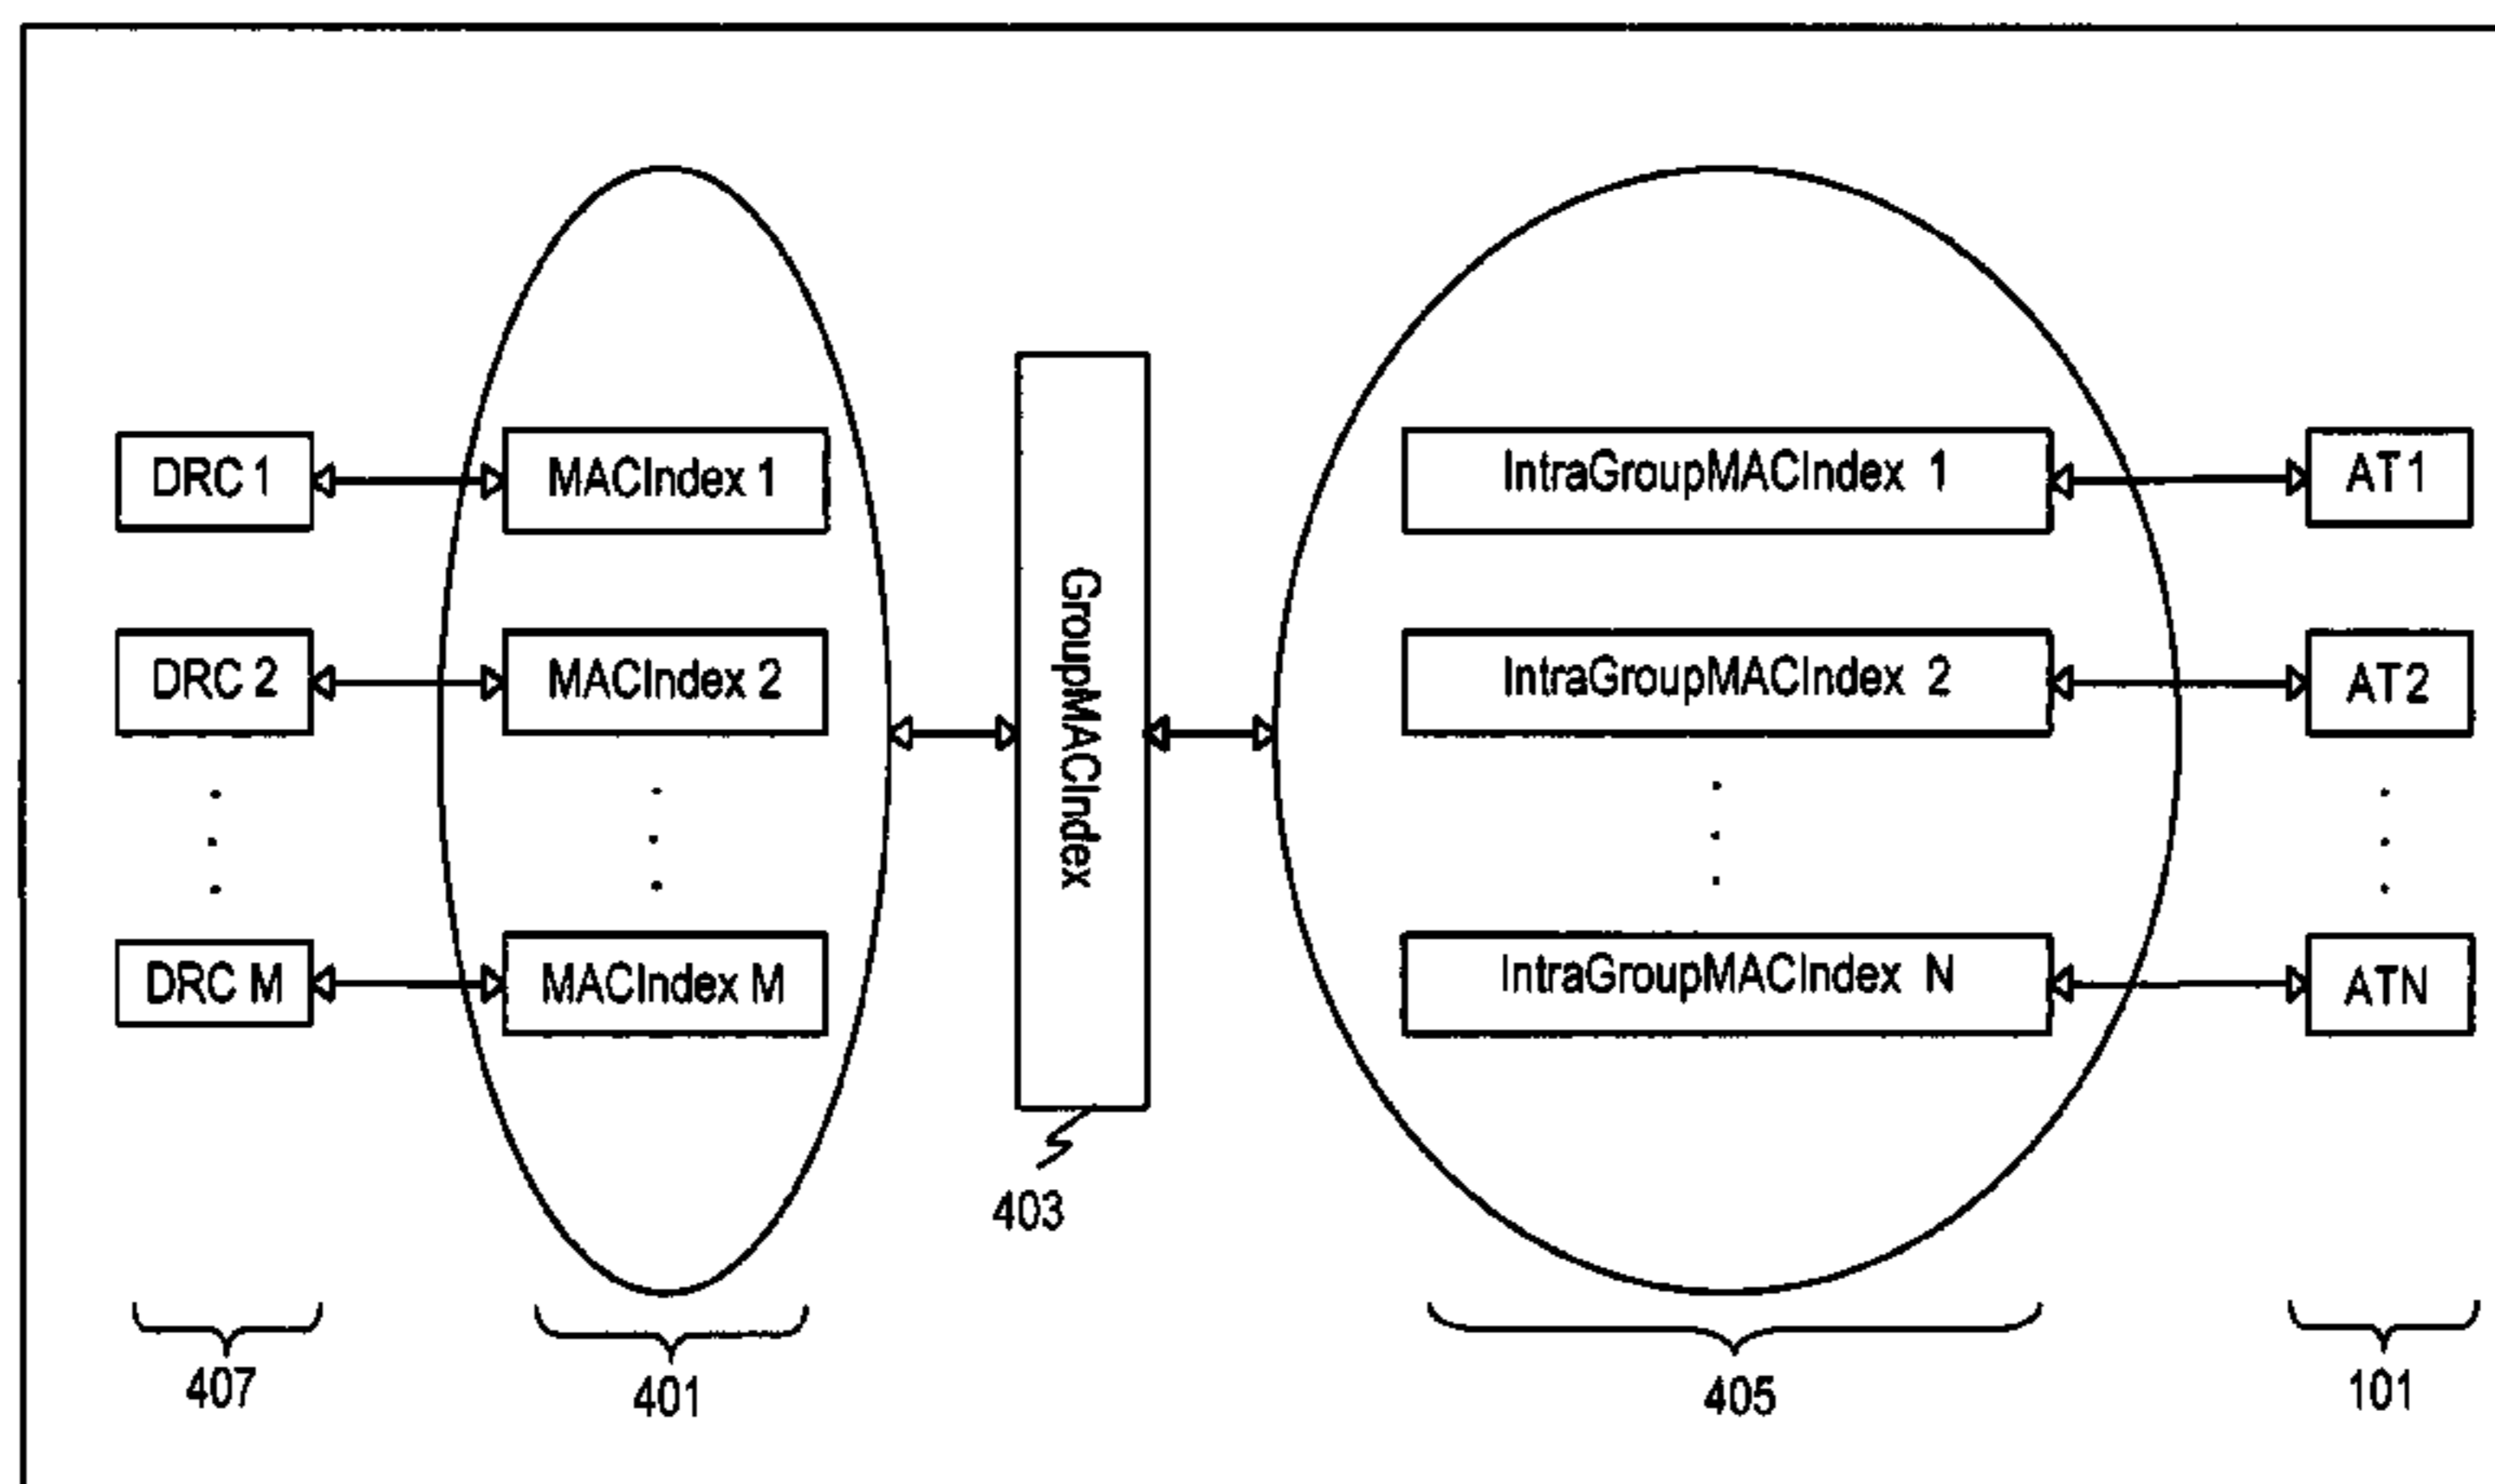 DRC 1
MACIndex 1
IntraGroupMACIndex 1
AT1
DRC 2
MACIndex 2
GroupMACIndex
IntraGroupMACIndex 2
AT2
DRC M
MACIndex M
IntraGroupMACIndex N
ATN
403
407
401
405
101